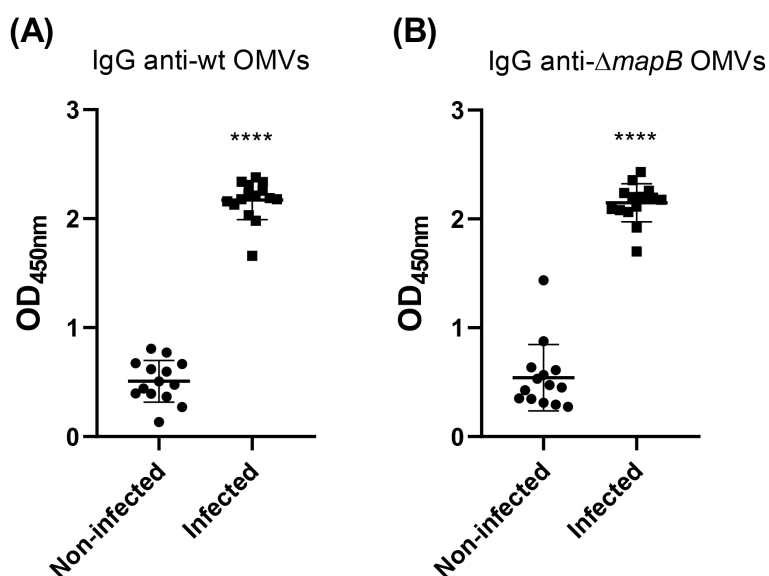 (A)
IgG anti-wt OMVs
3
2
1
0
OD450nm
****
Non-infected
Infected
(B)
IgG anti-ΔmapB OMVs
3
2
1
0
OD450nm
****
Non-infected
Infected